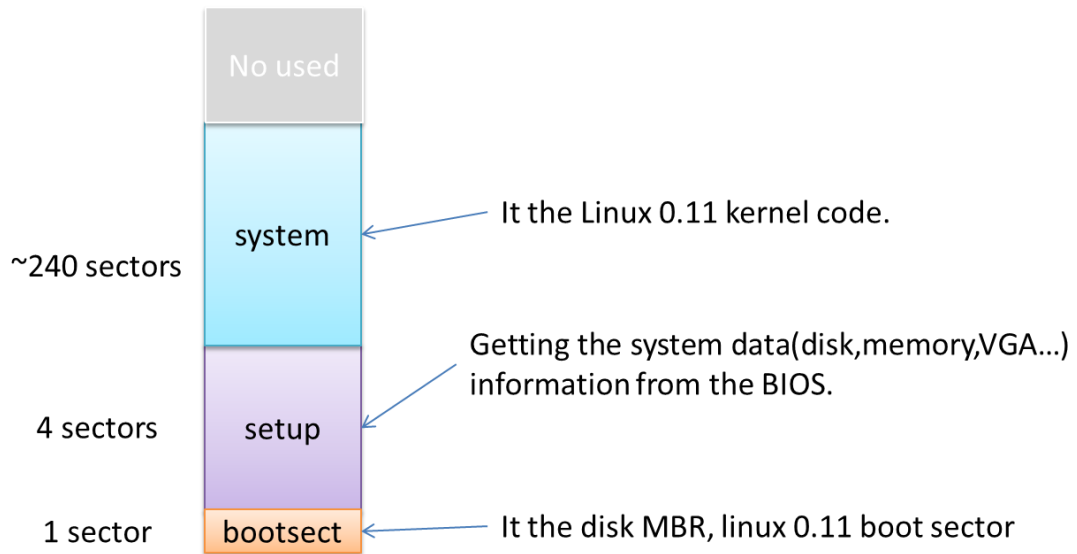 No used
system
~240 sectors
It the Linux 0.11 kernel code.
Getting the system data(disk,memory,VGA...)
information from the BIOS.
4 sectors
setup
1 sector
bootsect
It the disk MBR, linux 0.11 boot sector